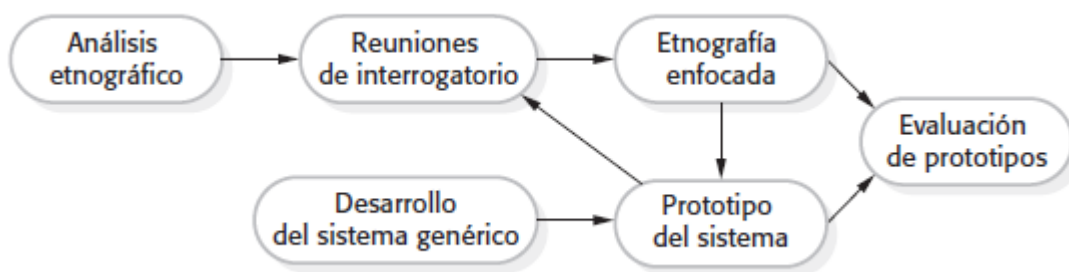 Análisis
etnográfico
Reuniones
de interrogatorio
Etnografía
enfocada
Evaluación
de prototipos
Desarrollo
del sistema genérico
Prototipo
del sistema